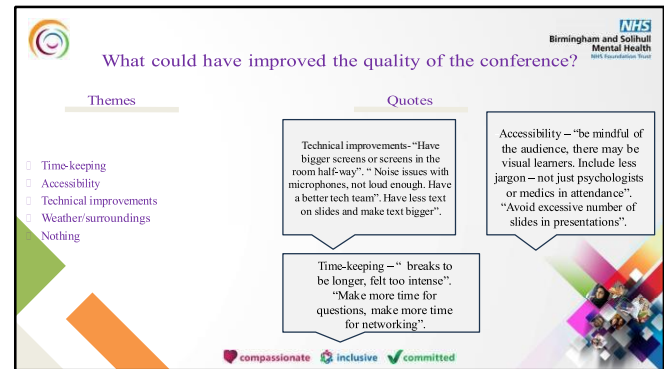 NHS
Birmingham and Solihull
Mental Health
NHS Foundation Trust
What could have improved the quality of the conference?
Themes
Time-keeping
Accessibility
Technical improvements
Weather/surroundings
Nothing
Quotes
Technical improvements- “Have
bigger screens or screens in the
room half-way”. “ Noise issues with
microphones, not loud enough. Have
a better tech team”. Have less text
on slides and make text bigger”.
Accessibility – “be mindful of
the audience, there may be
visual learners. Include less
jargon – not just psychologists
or medics in attendance”.
“Avoid excessive number of
slides in presentations”.
Time-keeping – “ breaks to
be longer, felt too intense”.
“Make more time for
questions, make more time
for networking”.
compassionate inclusive committed